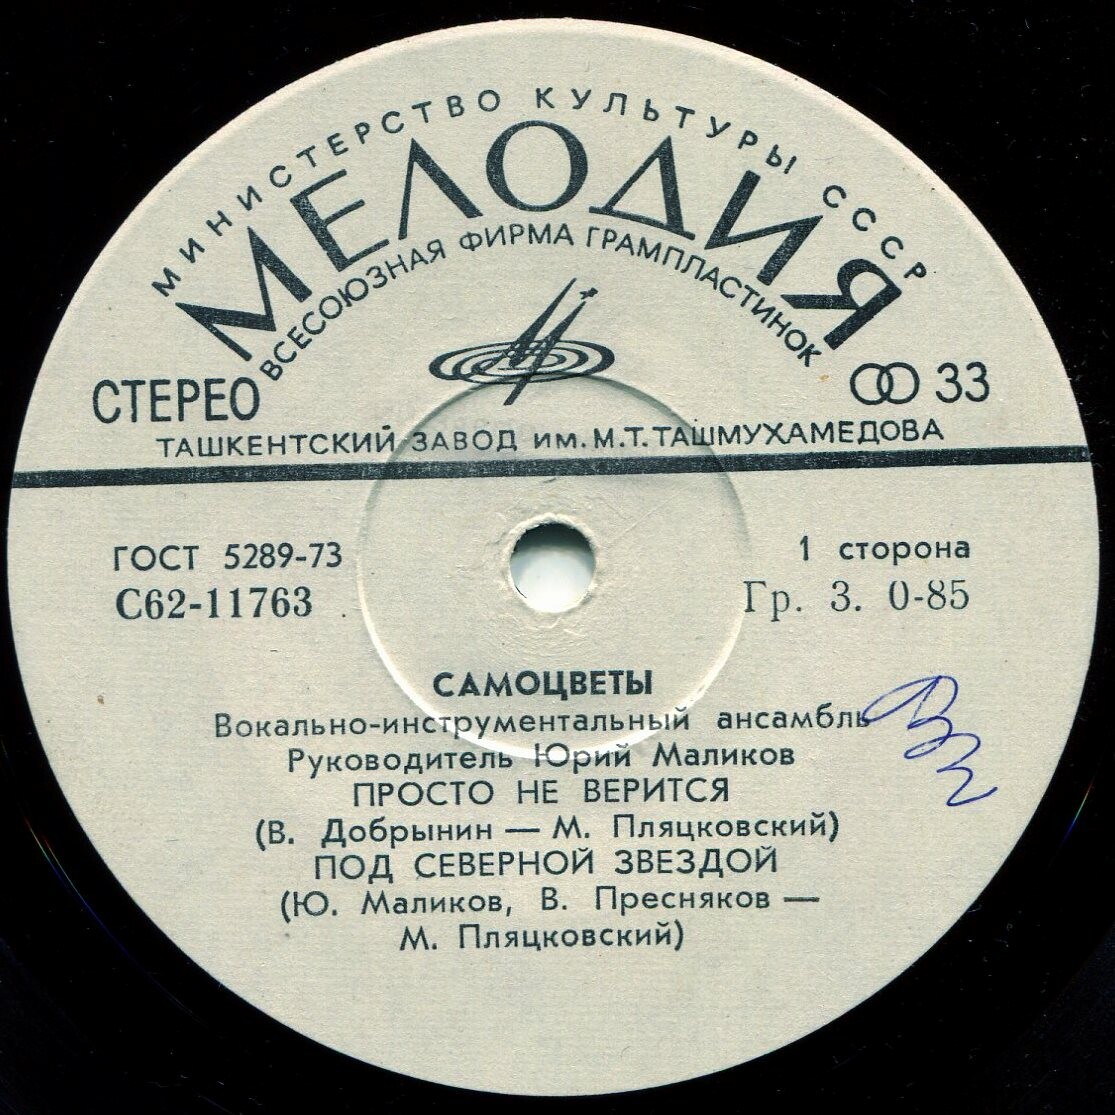 МИНИСТЕРСТВО КУЛЬТУРЫ СССР
МЕЛОДИЯ
ВСЕСОЮЗНАЯ ФИРМА ГРАМПЛАСТИНОК
СТЕРЕО
33
ТАШКЕНТСКИЙ ЗАВОД им. М.Т. ТАШМУХАМЕДОВА
ГОСТ 5289-73
1 сторона
С62-11763
Гр. 3. 0-85
САМОЦВЕТЫ
Вокально-инструментальный ансамбль
Руководитель Юрий Маликов
ПРОСТО НЕ ВЕРИТСЯ
(В. Добрынин — М. Пляцковский)
ПОД СЕВЕРНОЙ ЗВЕЗДОЙ
(Ю. Маликов, В. Пресняков —
М. Пляцковский)